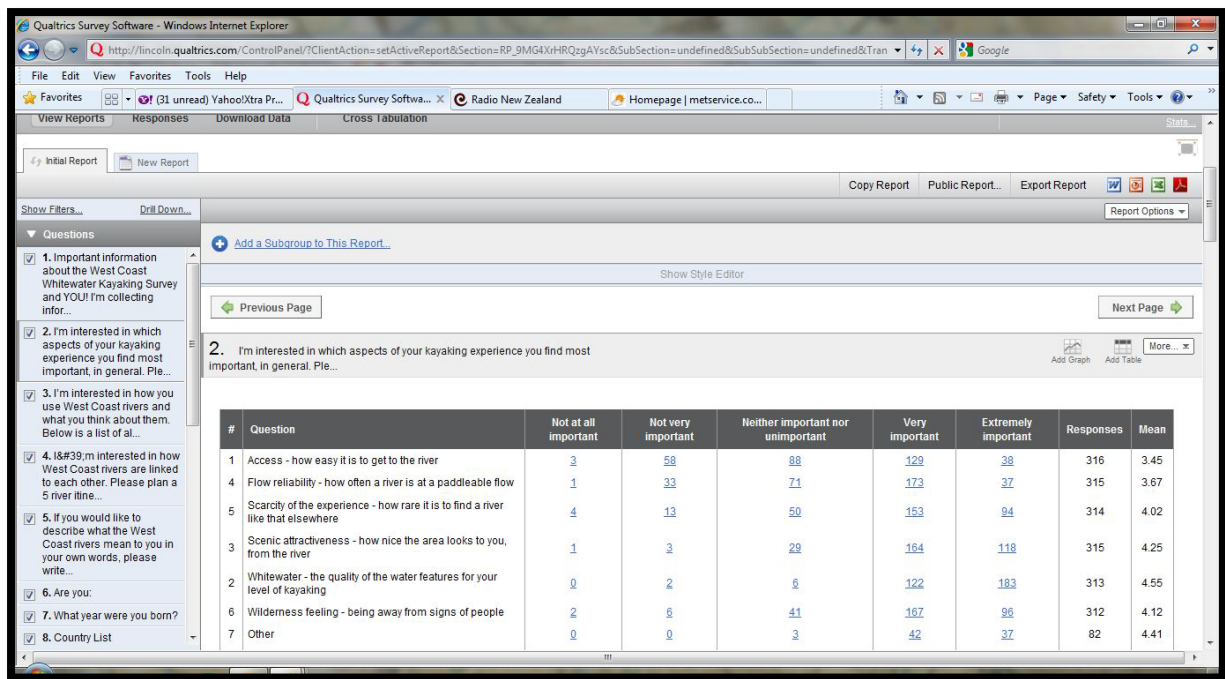 Qualtrics Survey Software - Windows Internet Explorer
http://lincoln.qualtrics.com/ControlPanel/?ClientAction=setActiveReport&Section=RP_9MG4XrHRQzgAYsc&SubSection=undefined&SubSubSection=undefined&Tran
Google
File Edit View Favorites Tools Help
Favorites (31 unread) Yahoo!Xtra Pr... Qualtrics Survey Softwa... X Radio New Zealand Homepage | metservice.co... Page Safety Tools
View Reports Responses Download Data Cross Tabulation Stats...
Initial Report New Report
Copy Report Public Report... Export Report
Show Filters... Drill Down... Report Options
Questions
1. Important information
about the West Coast
Whitewater Kayaking Survey
and YOU! I'm collecting
infor...
2. I'm interested in which
aspects of your kayaking
experience you find most
important, in general. Ple...
3. I'm interested in how you
use West Coast rivers and
what you think about them.
Below is a list of al...
4. I&#39;m interested in how
West Coast rivers are linked
to each other. Please plan a
5 river itine...
5. If you would like to
describe what the West
Coast rivers mean to you in
your own words, please
write...
6. Are you:
7. What year were you born?
8. Country List
Add a Subgroup to This Report...
Show Style Editor
Previous Page Next Page
2. I'm interested in which aspects of your kayaking experience you find most
important, in general. Ple...
Add Graph Add Table More...
# Question Not at all important Not very important Neither important nor unimportant Very important Extremely important Responses Mean
1 Access - how easy it is to get to the river 3 58 88 129 38 316 3.45
4 Flow reliability - how often a river is at a paddleable flow 1 33 71 173 37 315 3.67
5 Scarcity of the experience - how rare it is to find a river
like that elsewhere 4 13 50 153 94 314 4.02
3 Scenic attractiveness - how nice the area looks to you,
from the river 1 3 29 164 118 315 4.25
2 Whitewater - the quality of the water features for your
level of kayaking 0 2 6 122 183 313 4.55
6 Wilderness feeling - being away from signs of people 2 6 41 167 96 312 4.12
7 Other 0 0 3 42 37 82 4.41